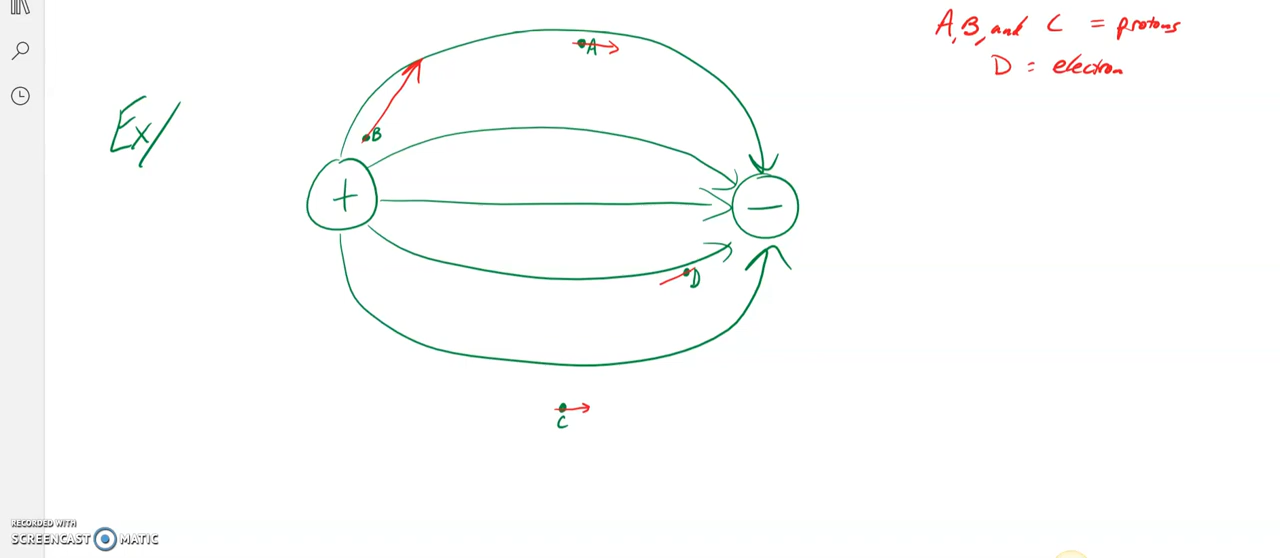 A, B, and C = protons
D = electron
Ex/
A
B
+
−
D
C
RECORDED WITH
SCREENCAST MATIC